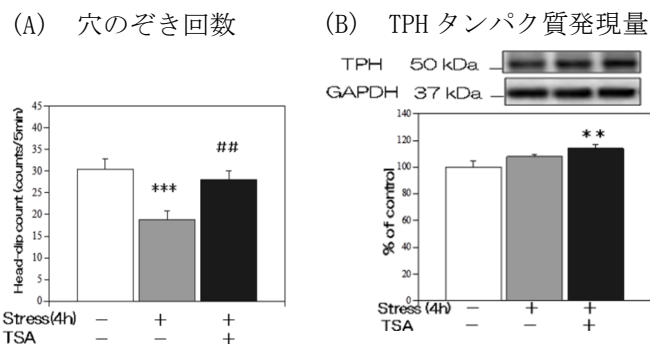 (A) 穴のぞき回数
Head-dip count (counts/5min)
45
40
35
30
25
20
15
10
5
0
***
##
Stress(4h) － ＋ ＋
TSA － － ＋
(B) TPH タンパク質発現量
TPH 50 kDa
GAPDH 37 kDa
% of control
140
120
100
80
60
40
20
0
**
Stress (4h) － ＋ ＋
TSA － － ＋